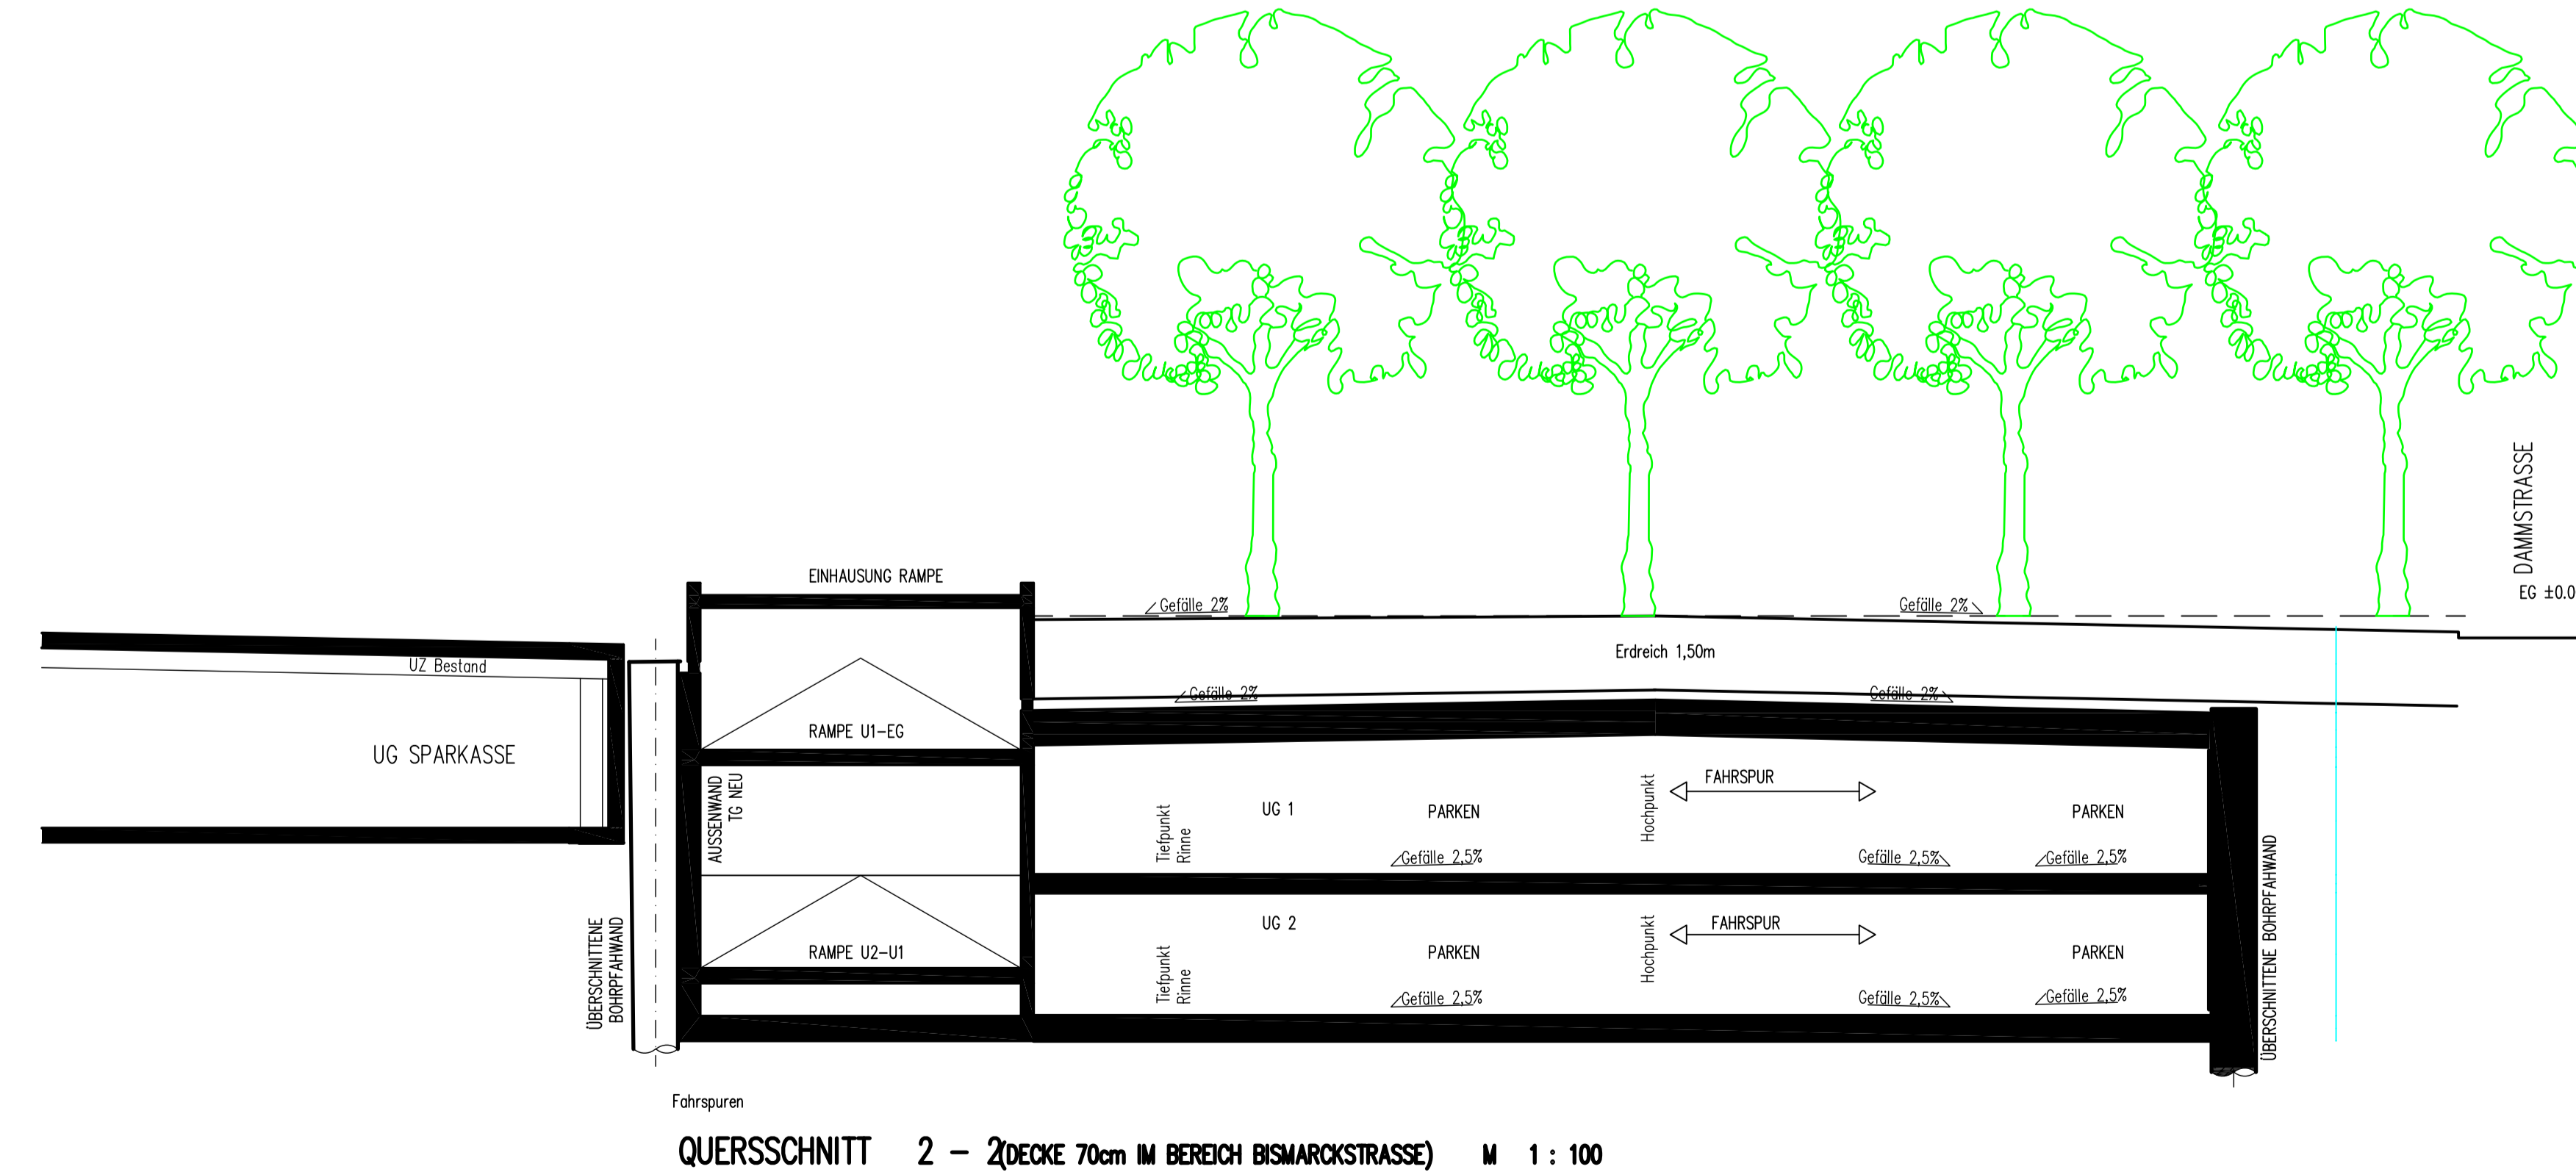 DAMMSTRASSE
EG ±0.0
EINHAUSUNG RAMPE
Gefälle 2%
Gefälle 2%
UZ Bestand
Erdreich 1,50m
Gefälle 2%
Gefälle 2%
RAMPE U1-EG
UG SPARKASSE
AUSSENWAND
TG NEU
UG 1
Tiefpunkt
Rinne
PARKEN
Hochpunkt
FAHRSPUR
PARKEN
Gefälle 2,5%
Gefälle 2,5%
Gefälle 2,5%
ÜBERSCHNITTENE
BOHRPFAHWAND
RAMPE U2-U1
UG 2
Tiefpunkt
Rinne
PARKEN
Hochpunkt
FAHRSPUR
PARKEN
Gefälle 2,5%
Gefälle 2,5%
Gefälle 2,5%
ÜBERSCHNITTENE BOHRPFAHWAND
Fahrspuren
QUERSSCHNITT 2 - 2(DECKE 70cm IM BEREICH BISMARCKSTRASSE) M 1 : 100